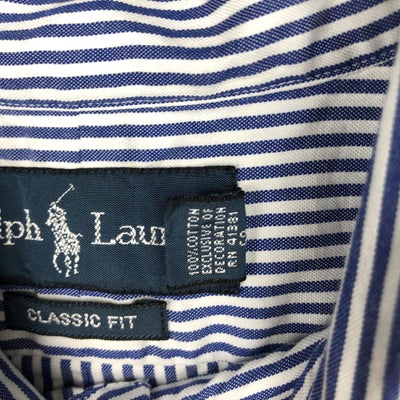 lph Lau
CLASSIC FIT
100% COTTON
EXCLUSIVE OF
DECORATION
RN 41381